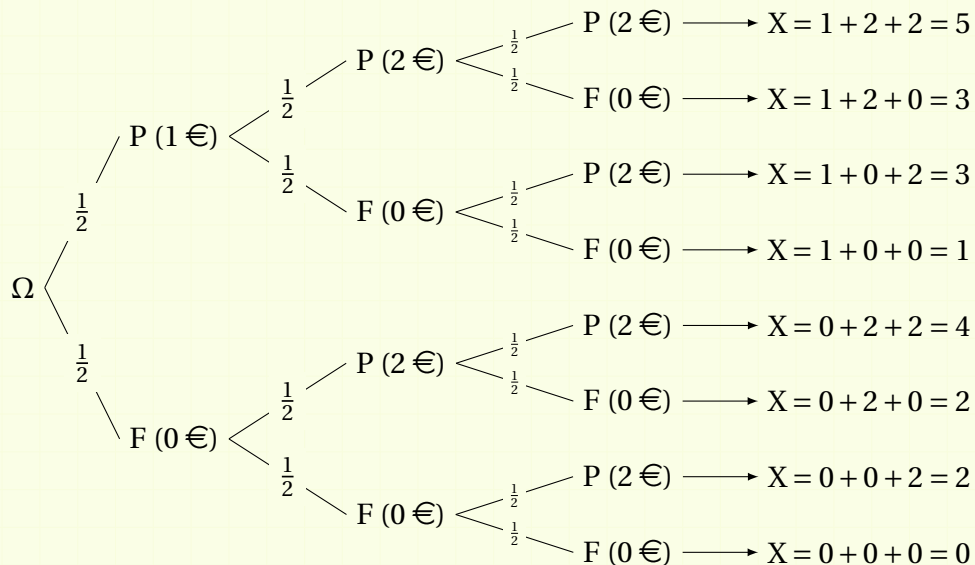 P (2 €) X = 1 + 2 + 2 = 5
1/2
P (2 €)
1/2
1/2
F (0 €) X = 1 + 2 + 0 = 3
P (1 €)
1/2
P (2 €) X = 1 + 0 + 2 = 3
1/2
1/2
F (0 €)
1/2
F (0 €) X = 1 + 0 + 0 = 1
Ω
P (2 €) X = 0 + 2 + 2 = 4
1/2
1/2
P (2 €)
1/2
1/2
F (0 €) X = 0 + 2 + 0 = 2
F (0 €)
1/2
P (2 €) X = 0 + 0 + 2 = 2
1/2
F (0 €)
1/2
F (0 €) X = 0 + 0 + 0 = 0